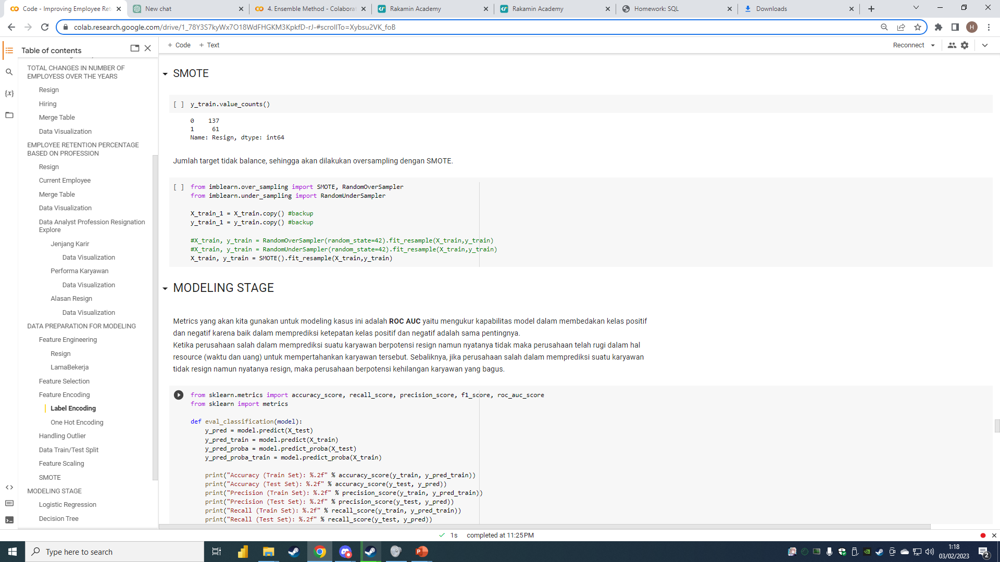 Code - Improving Employee Ret
New chat
4. Ensemble Method - Colaborat
Rakamin Academy
Rakamin Academy
Homework: SQL
Downloads
colab.research.google.com/drive/1_78Y3S7kyWx7O18WdFHGKM3KpkfD-rJ-#scrollTo=Xybsu2VK_foB
H
Table of contents
+ Code + Text
Reconnect
TOTAL CHANGES IN NUMBER OF
EMPLOYESS OVER THE YEARS
Resign
Hiring
Merge Table
Data Visualization
EMPLOYEE RETENTION PERCENTAGE
BASED ON PROFESSION
Resign
Current Employee
Merge Table
Data Visualization
Data Analyst Profession Resignation
Explore
Jenjang Karir
Data Visualization
Performa Karyawan
Data Visualization
Alasan Resign
Data Visualization
DATA PREPARATION FOR MODELING
Feature Engineering
Resign
LamaBekerja
Feature Selection
Feature Encoding
Label Encoding
One Hot Encoding
Handling Outlier
Data Train/Test Split
Feature Scaling
SMOTE
MODELING STAGE
Logistic Regression
Decision Tree
SMOTE
[ ] y_train.value_counts()
0 137
1 61
Name: Resign, dtype: int64
Jumlah target tidak balance, sehingga akan dilakukan oversampling dengan SMOTE.
[ ] from imblearn.over_sampling import SMOTE, RandomOverSampler
from imblearn.under_sampling import RandomUnderSampler
X_train_1 = X_train.copy() #backup
y_train_1 = y_train.copy() #backup
#X_train, y_train = RandomOverSampler(random_state=42).fit_resample(X_train,y_train)
#X_train, y_train = RandomUnderSampler(random_state=42).fit_resample(X_train,y_train)
X_train, y_train = SMOTE().fit_resample(X_train,y_train)
MODELING STAGE
Metrics yang akan kita gunakan untuk modeling kasus ini adalah ROC AUC yaitu mengukur kapabilitas model dalam membedakan kelas positif
dan negatif karena baik dalam memprediksi ketepatan kelas positif dan negatif adalah sama pentingnya.
Ketika perusahaan salah dalam memprediksi suatu karyawan berpotensi resign namun nyatanya tidak maka perusahaan telah rugi dalam hal
resource (waktu dan uang) untuk mempertahankan karyawan tersebut. Sebaliknya, jika perusahaan salah dalam memprediksi suatu karyawan
tidak resign namun nyatanya resign, maka perusahaan berpotensi kehilangan karyawan yang bagus.
from sklearn.metrics import accuracy_score, recall_score, precision_score, f1_score, roc_auc_score
from sklearn import metrics
def eval_classification(model):
y_pred = model.predict(X_test)
y_pred_train = model.predict(X_train)
y_pred_proba = model.predict_proba(X_test)
y_pred_proba_train = model.predict_proba(X_train)
print("Accuracy (Train Set): %.2f" % accuracy_score(y_train, y_pred_train))
print("Accuracy (Test Set): %.2f" % accuracy_score(y_test, y_pred))
print("Precision (Train Set): %.2f" % precision_score(y_train, y_pred_train))
print("Precision (Test Set): %.2f" % precision_score(y_test, y_pred))
print("Recall (Train Set): %.2f" % recall_score(y_train, y_pred_train))
print("Recall (Test Set): %.2f" % recall_score(y_test, y_pred))
1s completed at 11:25 PM
Type here to search
1:18
03/02/2023
2